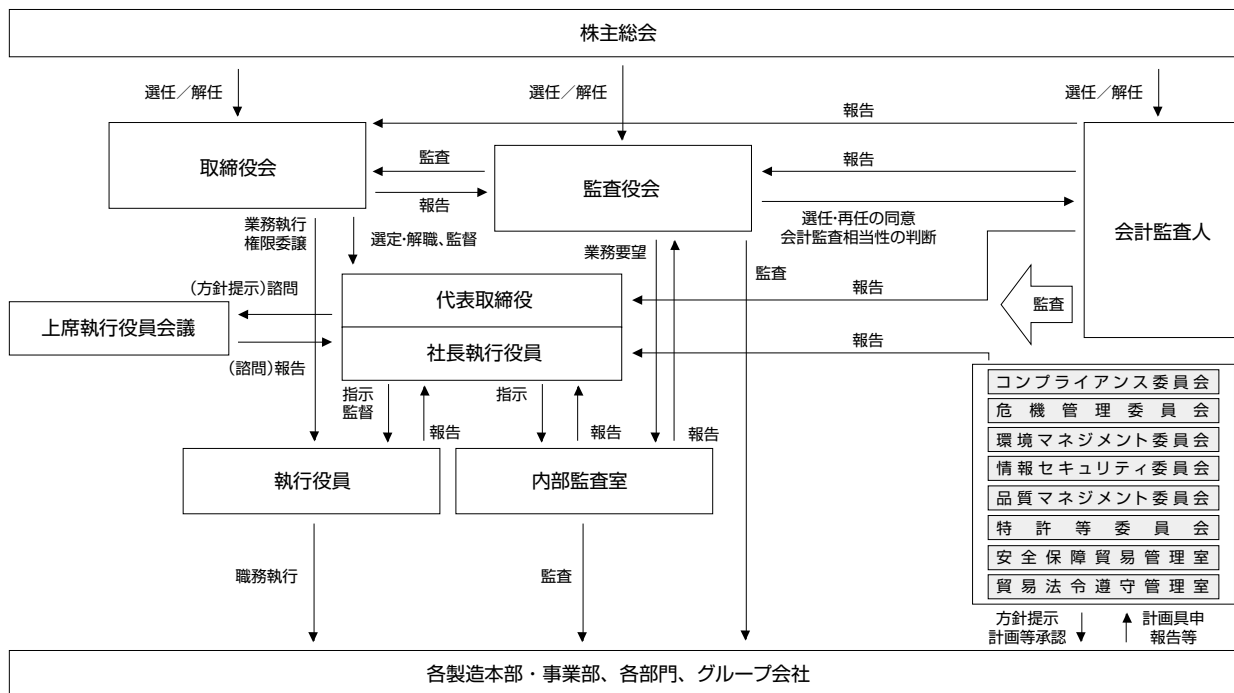 株主総会
選任／解任
選任／解任
選任／解任
報告
取締役会
監査
報告
監査役会
報告
選任・再任の同意
会計監査相当性の判断
会計監査人
業務執行
権限委譲
選定・解職、監督
業務要望
監査
報告
監査
(方針提示)諮問
上席執行役員会議
(諮問)報告
代表取締役
社長執行役員
報告
指示
監督
報告
指示
報告
報告
執行役員
内部監査室
コンプライアンス委員会
危機管理委員会
環境マネジメント委員会
情報セキュリティ委員会
品質マネジメント委員会
特許等委員会
安全保障貿易管理室
貿易法令遵守管理室
職務執行
監査
方針提示
計画等承認
計画具申
報告等
各製造本部・事業部、各部門、グループ会社